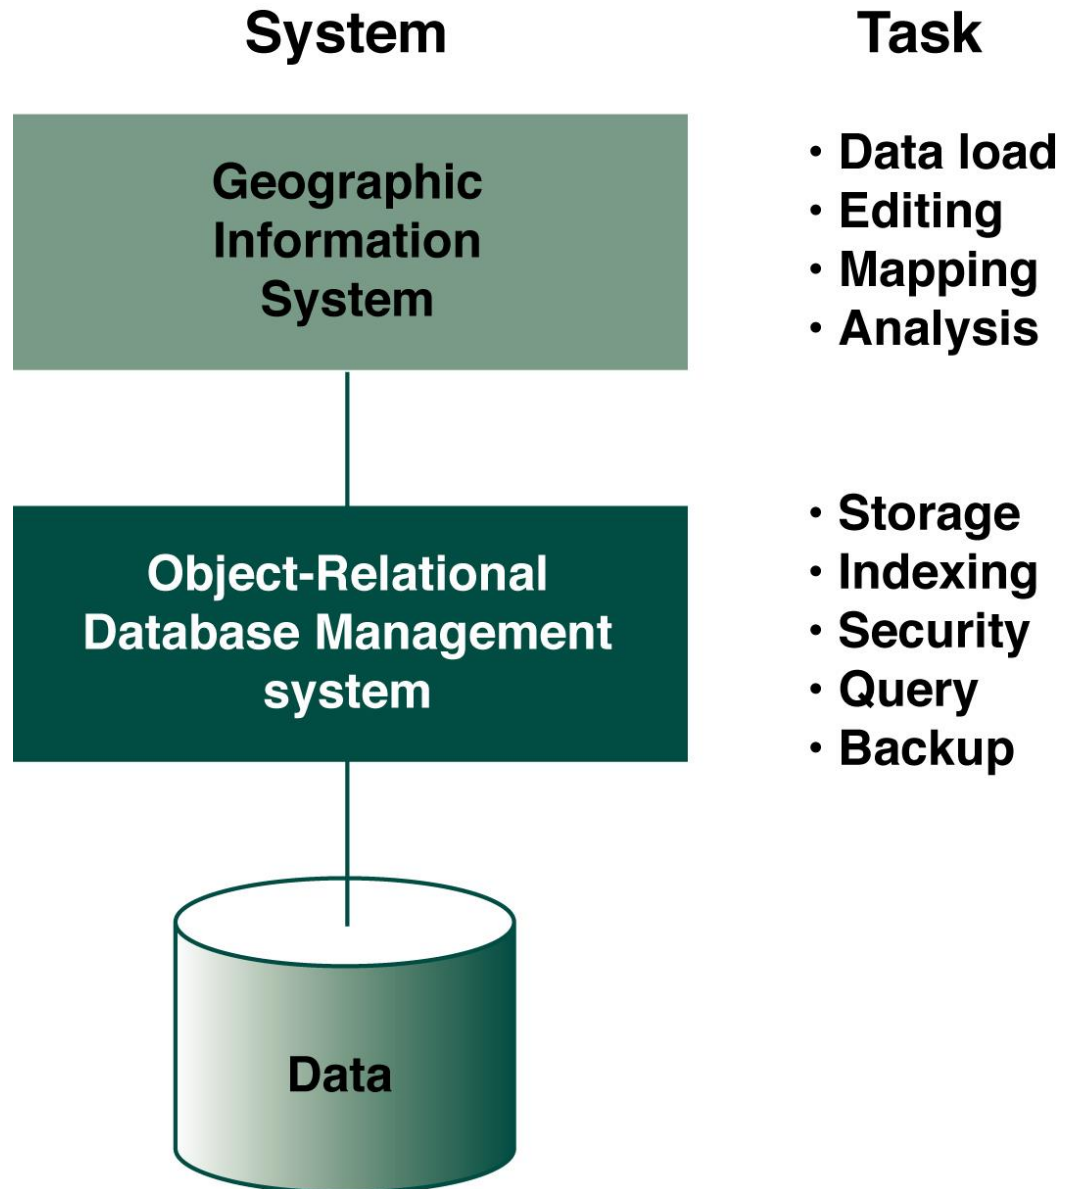 System
Task
Geographic
Information
System
• Data load
• Editing
• Mapping
• Analysis
Object-Relational
Database Management
system
• Storage
• Indexing
• Security
• Query
• Backup
Data